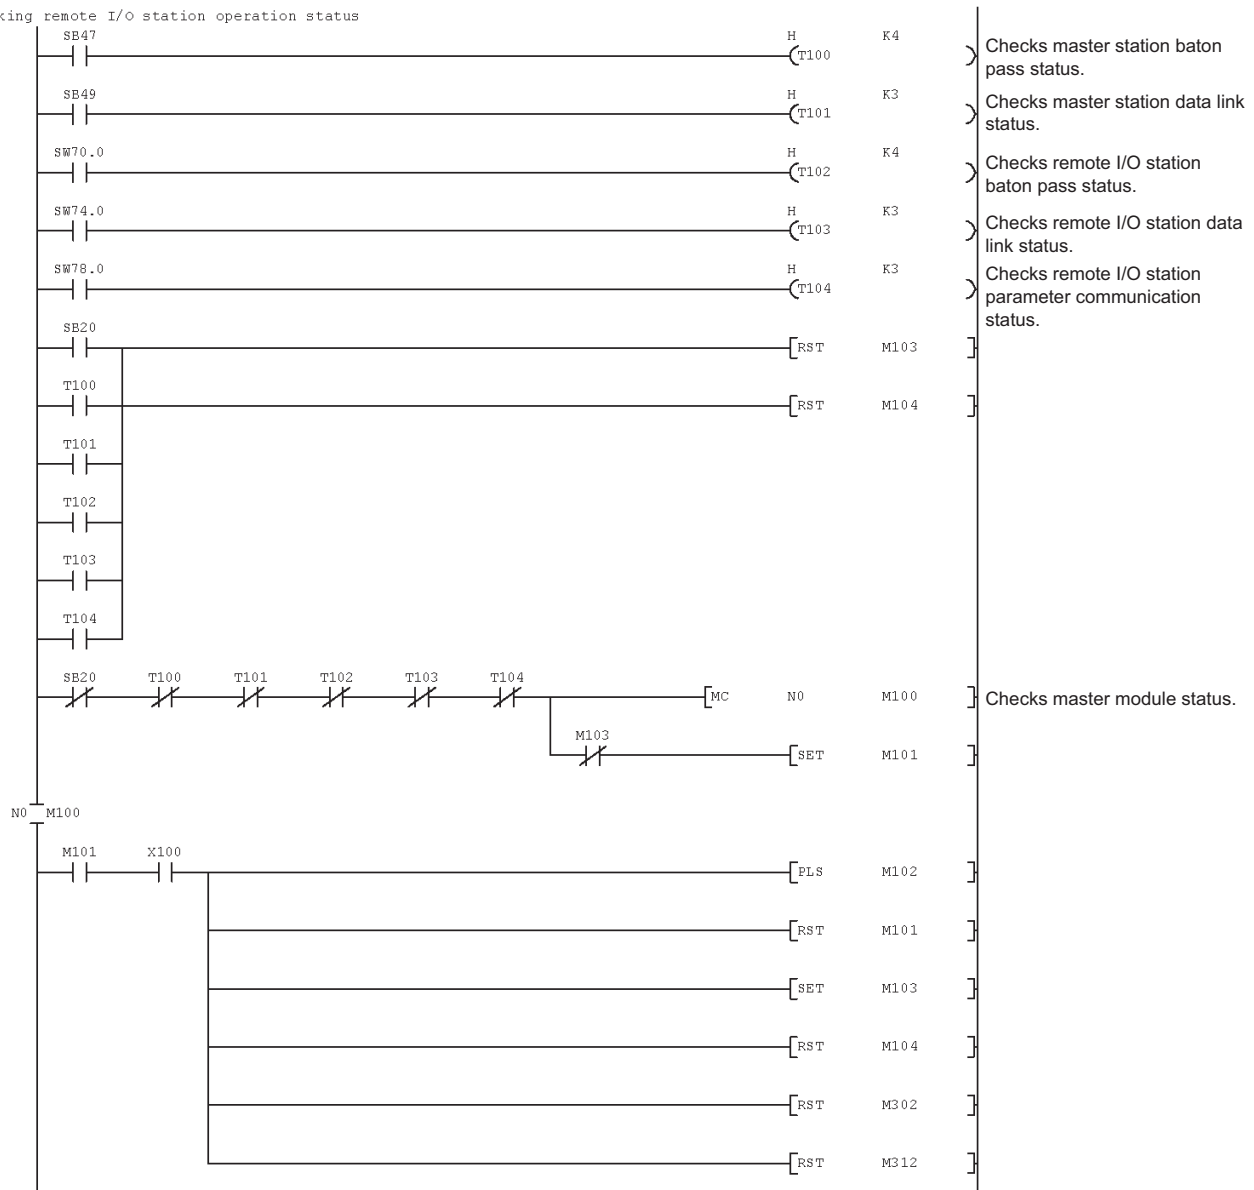 king remote I/O station operation status
SB47 H K4
T100
Checks master station baton
pass status.
SB49 H K3
T101
Checks master station data link
status.
SW70.0 H K4
T102
Checks remote I/O station
baton pass status.
SW74.0 H K3
T103
Checks remote I/O station data
link status.
SW78.0 H K3
T104
Checks remote I/O station
parameter communication
status.
SB20
RST M103
T100
RST M104
T101
T102
T103
T104
SB20 T100 T101 T102 T103 T104
MC N0 M100
Checks master module status.
M103
SET M101
N0 M100
M101 X100
PLS M102
RST M101
SET M103
RST M104
RST M302
RST M312